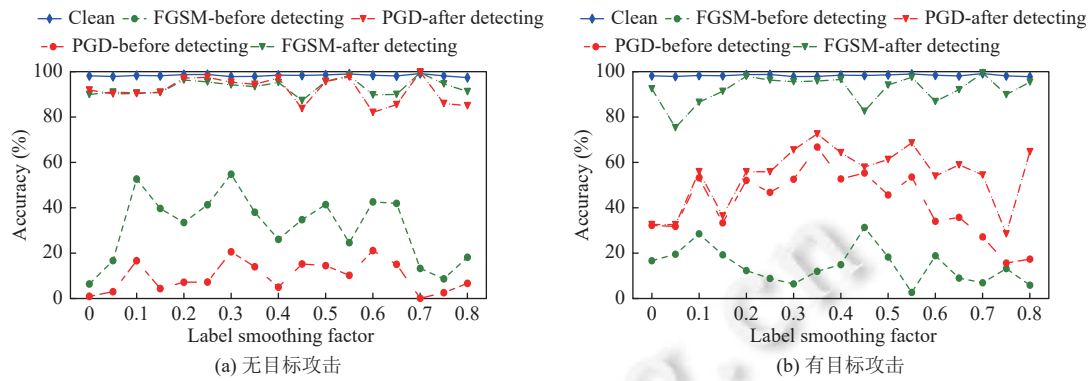 Clean FGSM-before detecting PGD-after detecting
PGD-before detecting FGSM-after detecting
100
80
60
40
20
0
Accuracy (%)
0 0.1 0.2 0.3 0.4 0.5 0.6 0.7 0.8
Label smoothing factor
(a) 无目标攻击
Clean FGSM-before detecting PGD-after detecting
PGD-before detecting FGSM-after detecting
100
80
60
40
20
0
Accuracy (%)
0 0.1 0.2 0.3 0.4 0.5 0.6 0.7 0.8
Label smoothing factor
(b) 有目标攻击